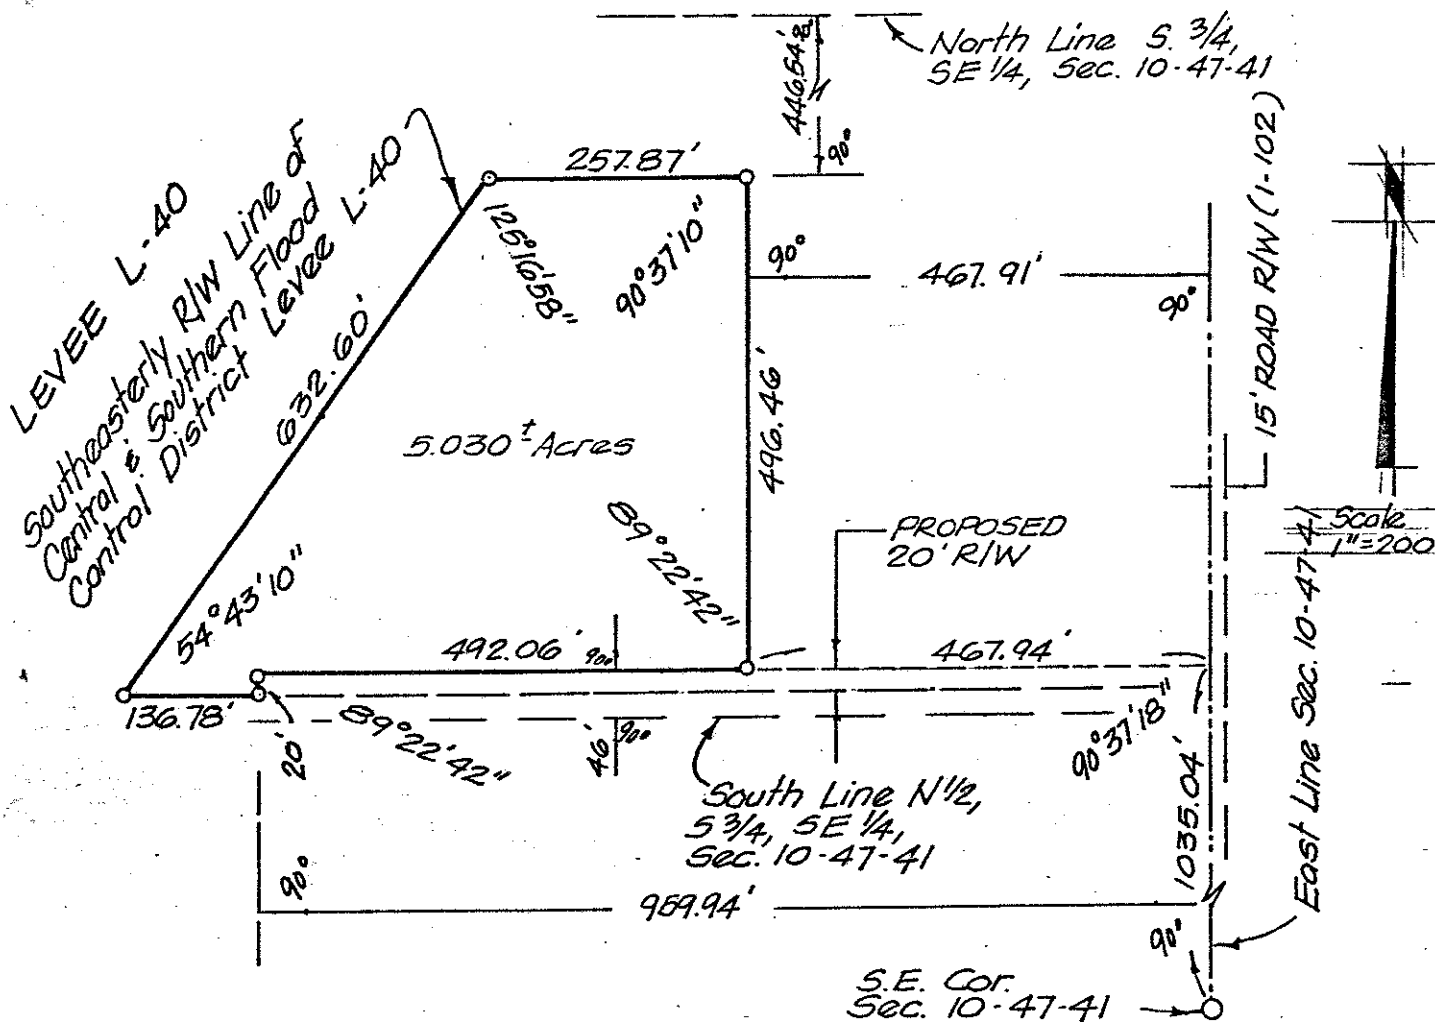 North Line S. 3/4,
SE 1/4, Sec. 10-47-41
446.54'±
90°
257.87'
LEVEE L-40
Southeasterly R/W Line of
Central & Southern Flood
Control District Levee L-40
125°16'58"
90°37'10"
90°
467.91'
90°
15' ROAD R/W (1-102)
632.60'
496.46'
5.030± Acres
Scale
1"=200
PROPOSED
20' R/W
89°22'42"
54°43'10"
492.06'
90°
467.94'
136.78'
20'
89°22'42"
46'
90°
90°37'18"
1035.04'
East Line Sec. 10-47-41
South Line N 1/2,
S 3/4, SE 1/4,
Sec. 10-47-41
90°
959.94'
90°
S.E. Cor.
Sec. 10-47-41